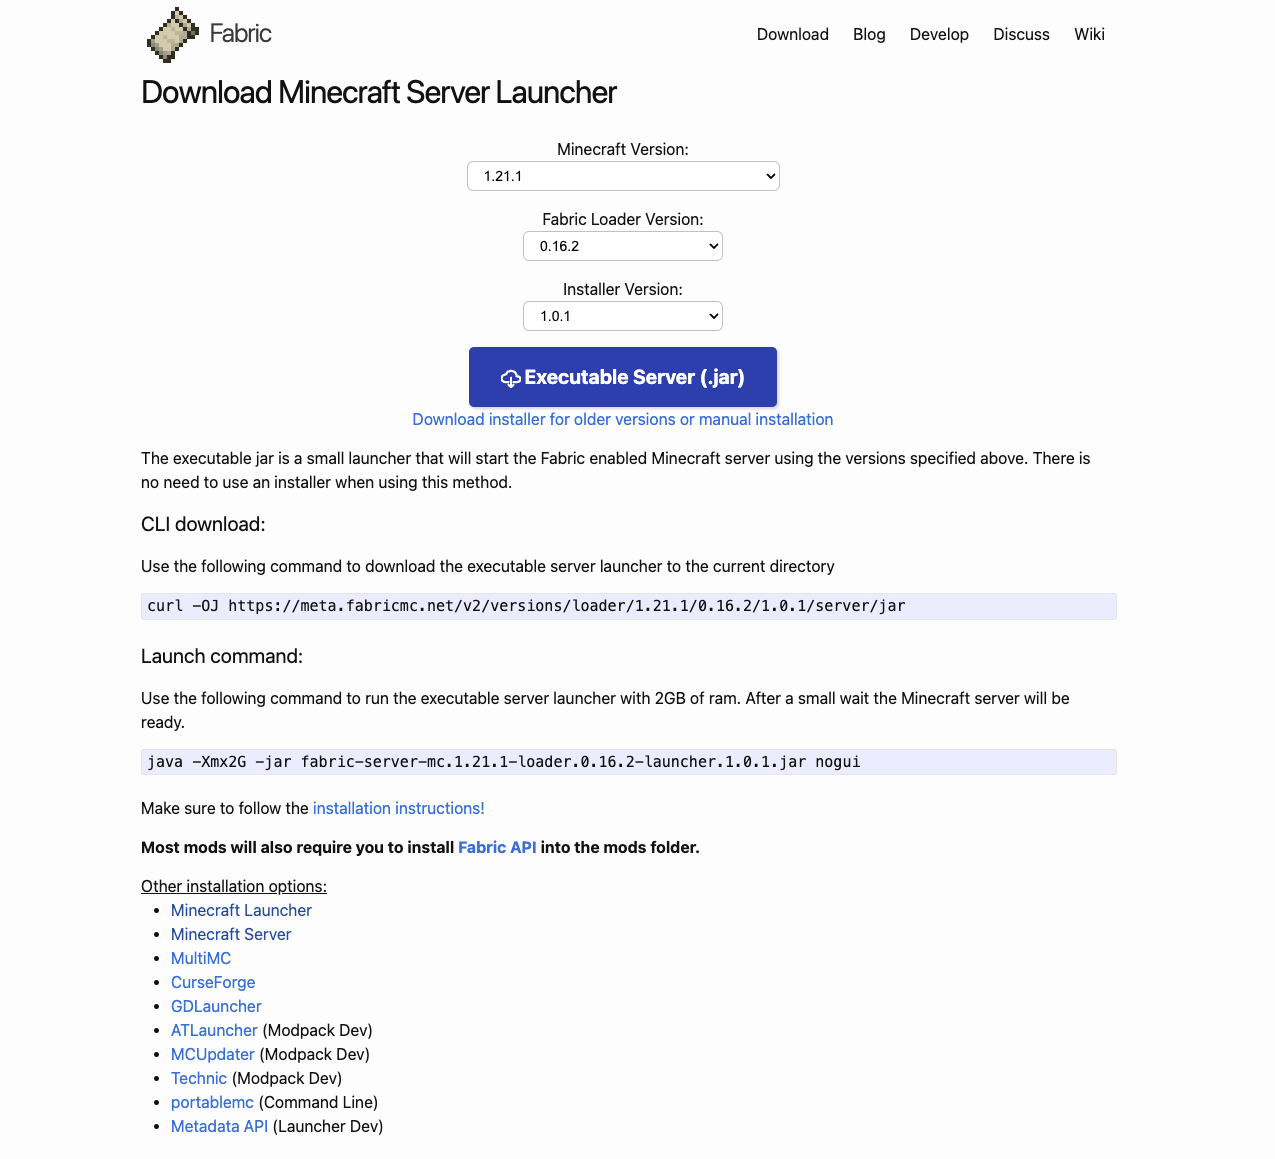 Fabric
Download Blog Develop Discuss Wiki
Download Minecraft Server Launcher
Minecraft Version:
1.21.1
Fabric Loader Version:
0.16.2
Installer Version:
1.0.1
Executable Server (.jar)
Download installer for older versions or manual installation
The executable jar is a small launcher that will start the Fabric enabled Minecraft server using the versions specified above. There is
no need to use an installer when using this method.
CLI download:
Use the following command to download the executable server launcher to the current directory
curl -OJ https://meta.fabricmc.net/v2/versions/loader/1.21.1/0.16.2/1.0.1/server/jar
Launch command:
Use the following command to run the executable server launcher with 2GB of ram. After a small wait the Minecraft server will be
ready.
java -Xmx2G -jar fabric-server-mc.1.21.1-loader.0.16.2-launcher.1.0.1.jar nogui
Make sure to follow the installation instructions!
Most mods will also require you to install Fabric API into the mods folder.
Other installation options:
• Minecraft Launcher
• Minecraft Server
• MultiMC
• CurseForge
• GDLauncher
• ATLauncher (Modpack Dev)
• MCUpdater (Modpack Dev)
• Technic (Modpack Dev)
• portablemc (Command Line)
• Metadata API (Launcher Dev)